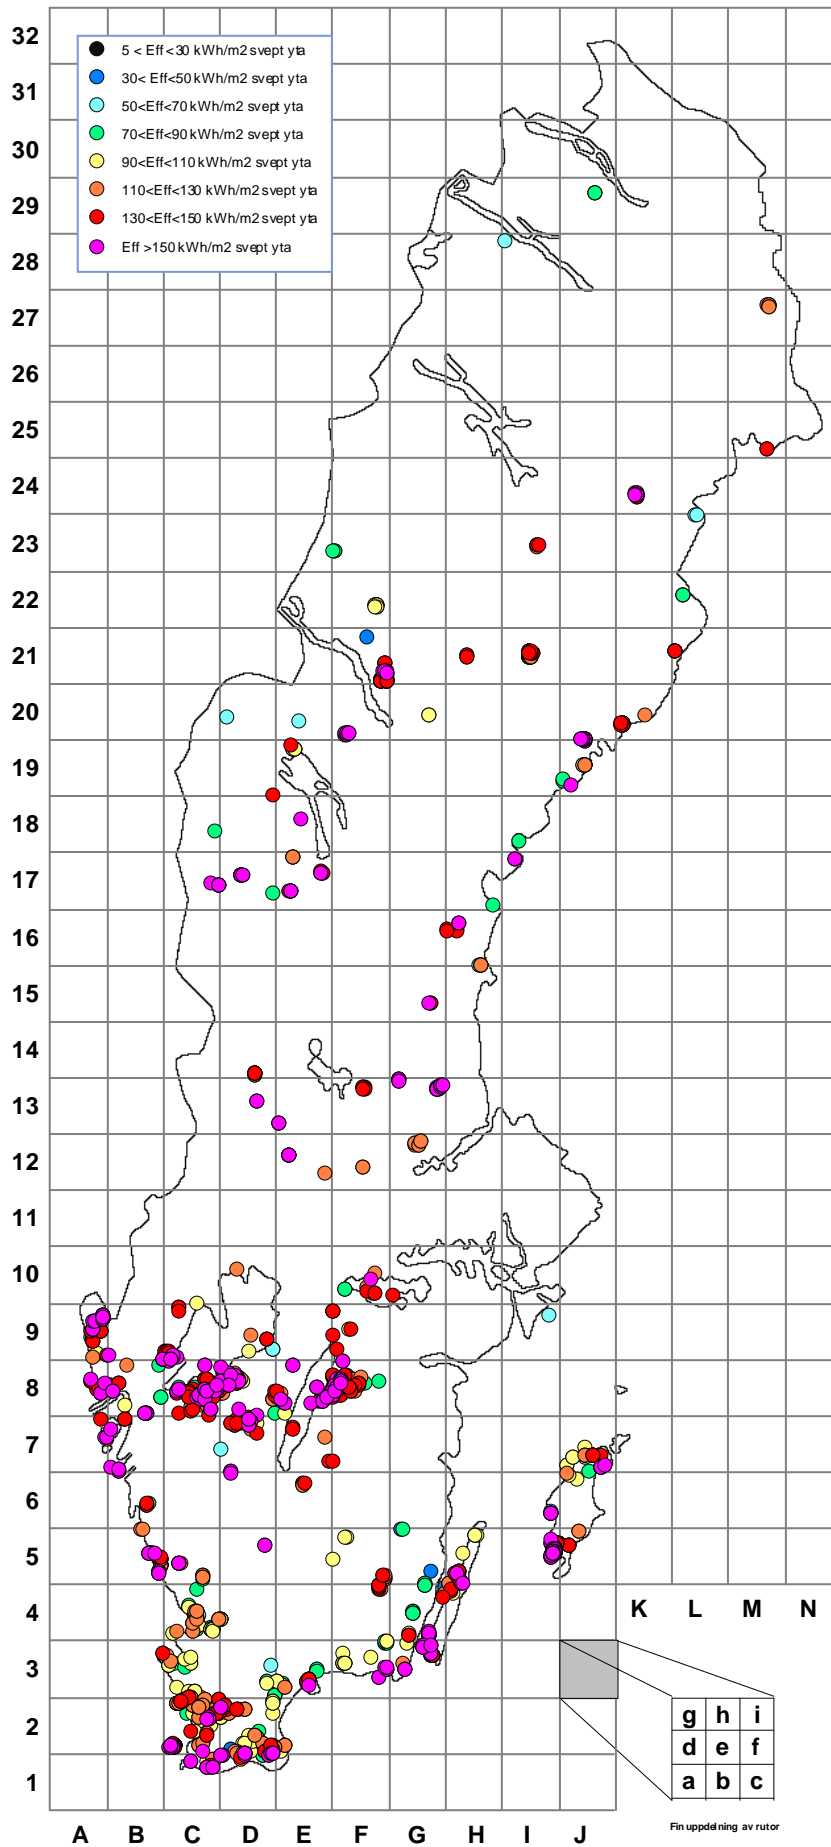 32
5 < Eff<30 kWh/m2 svept yta
30< Eff<50 kWh/m2 svept yta
31
50<Eff<70 kWh/m2 svept yta
70<Eff<90 kWh/m2 svept yta
30
90<Eff<110 kWh/m2 svept yta
110<Eff<130 kWh/m2 svept yta
29
130<Eff<150 kWh/m2 svept yta
Eff >150 kWh/m2 svept yta
28
27
26
25
24
23
22
21
20
19
18
17
16
15
14
13
12
11
10
9
8
7
6
5
4
K L M N
3
g h i
2
d e f
1
a b c
A B C D E F G H I J
Fin uppdelning av rutor